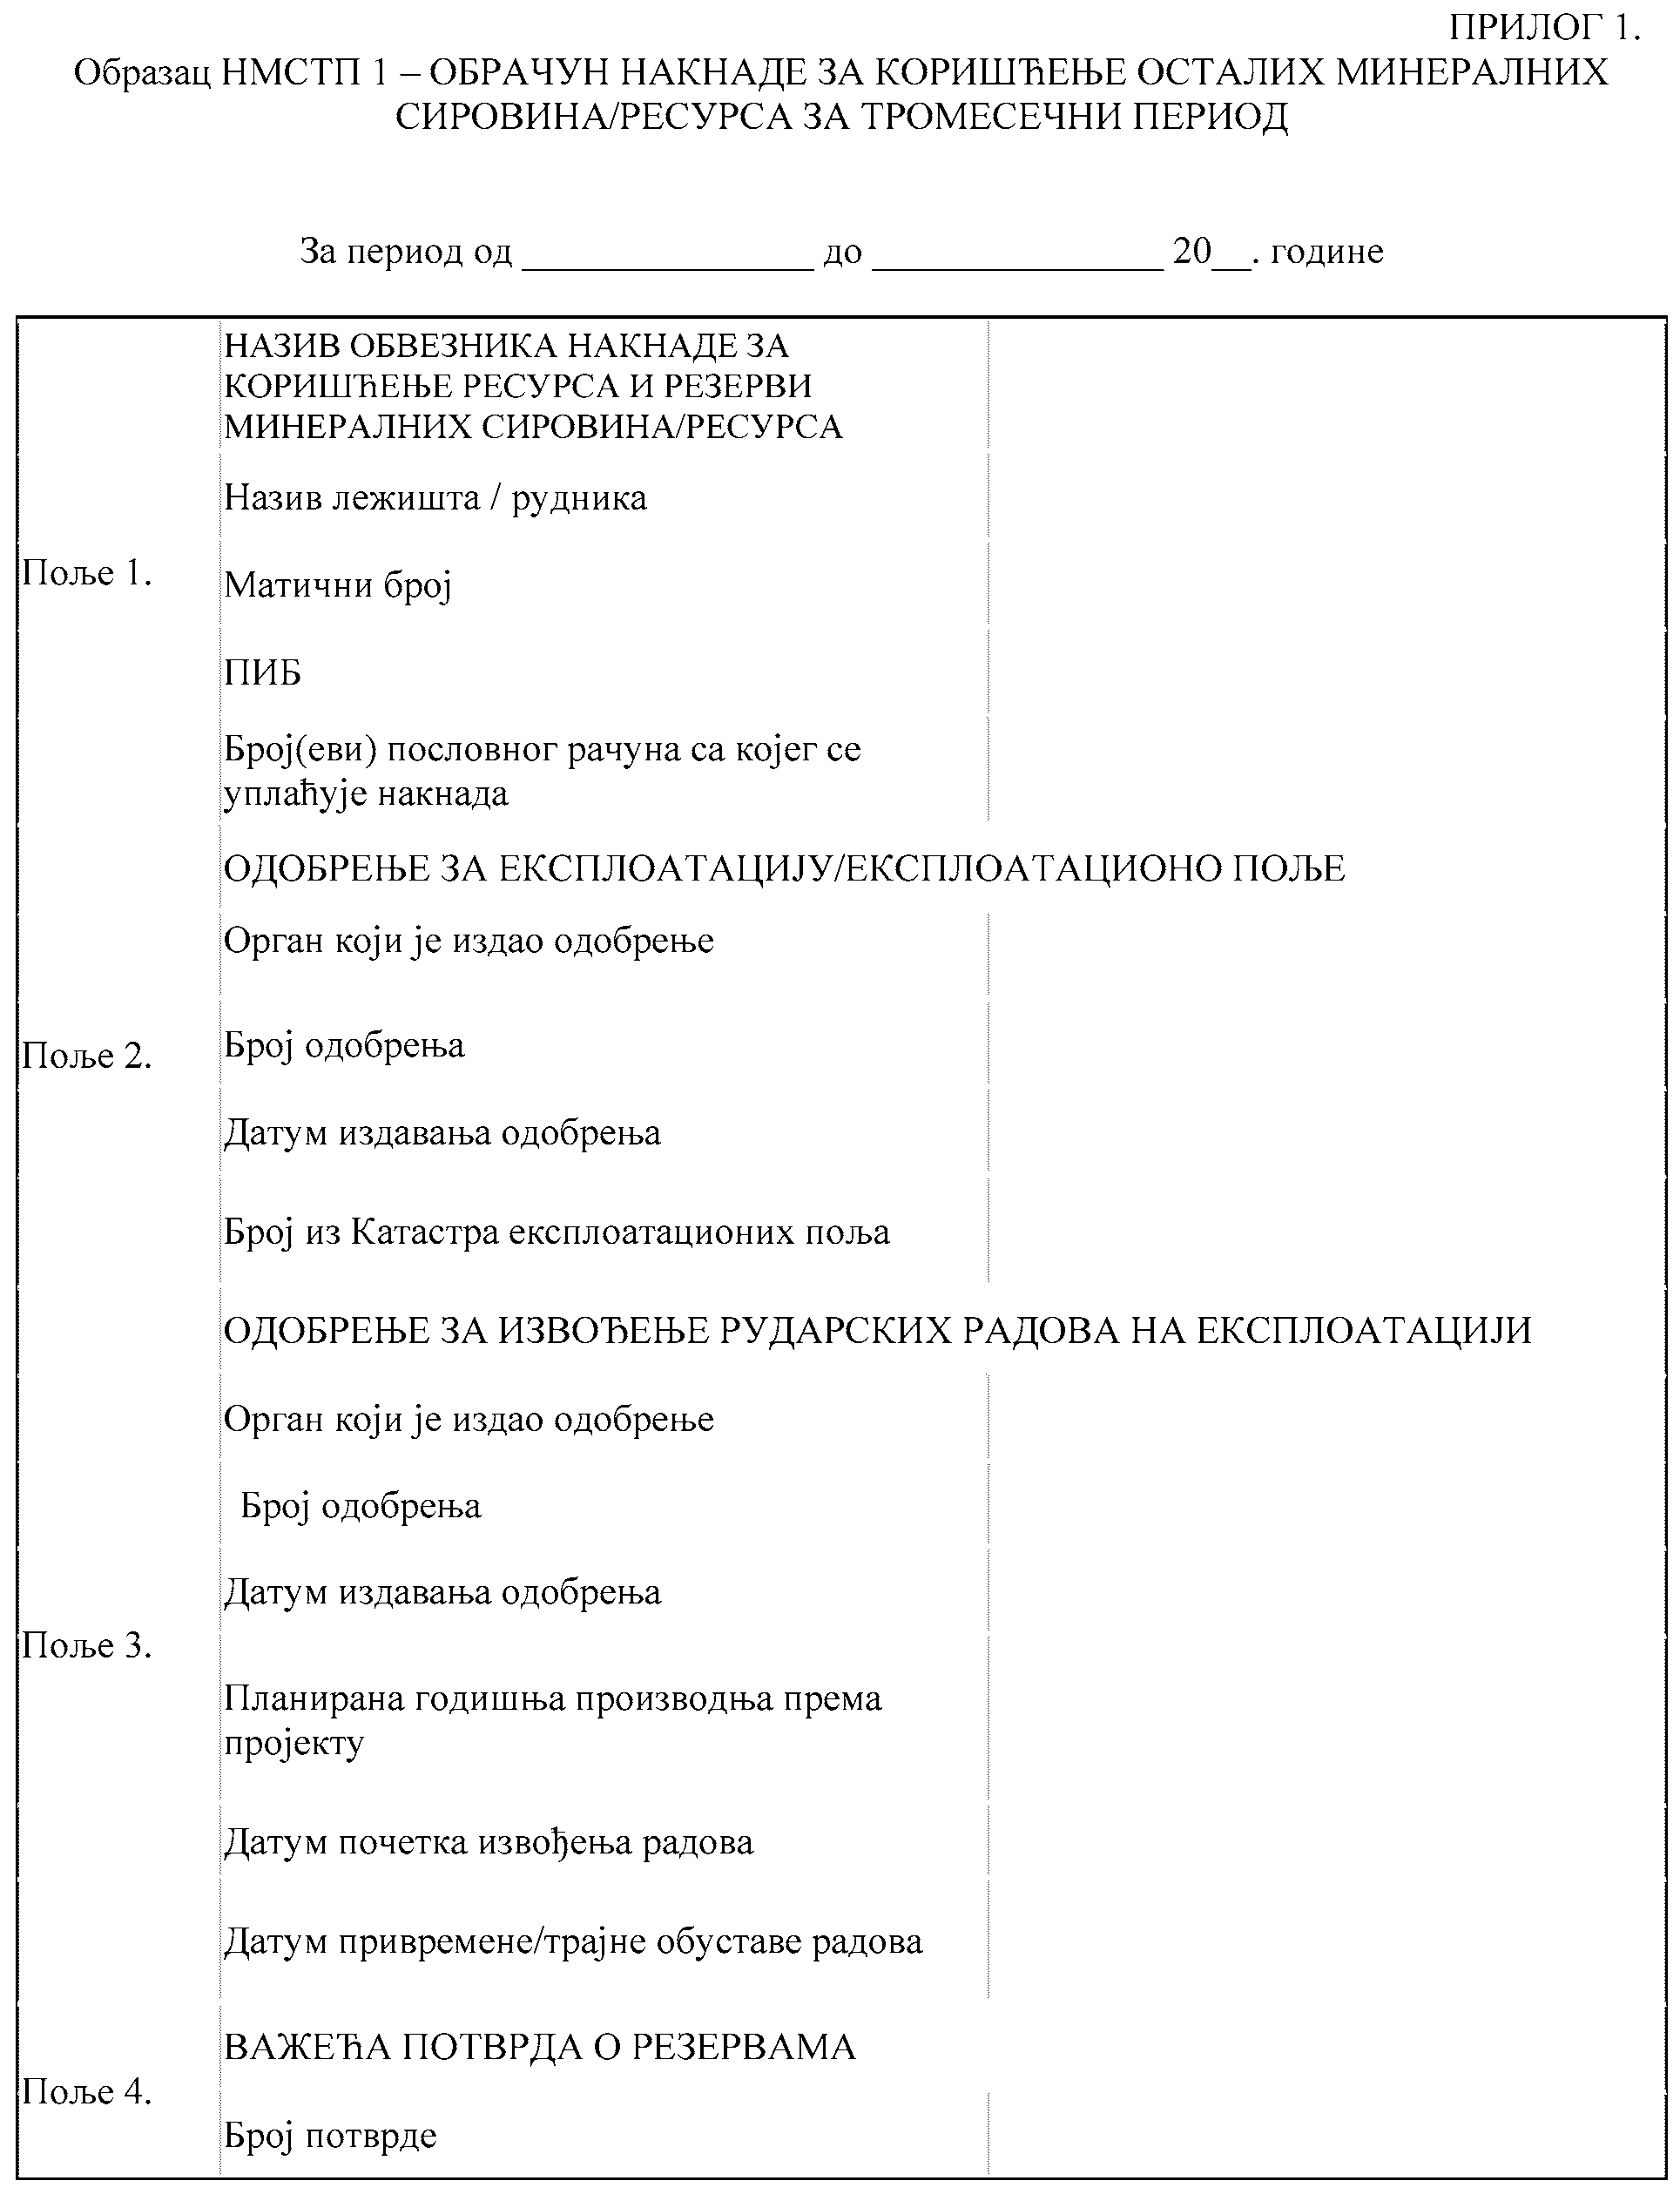 ПРИЛОГ 1.
Образац НМСТП 1 – ОБРАЧУН НАКНАДЕ ЗА КОРИШЋЕЊЕ ОСТАЛИХ МИНЕРАЛНИХ
СИРОВИНА/РЕСУРСА ЗА ТРОМЕСЕЧНИ ПЕРИОД
За период од _______________ до _______________ 20__. године
НАЗИВ ОБВЕЗНИКА НАКНАДЕ ЗА
КОРИШЋЕЊЕ РЕСУРСА И РЕЗЕРВИ
МИНЕРАЛНИХ СИРОВИНА/РЕСУРСА
Назив лежишта / рудника
Поље 1.
Матични број
ПИБ
Број(еви) пословног рачуна са којег се
уплаћује накнада
ОДОБРЕЊЕ ЗА ЕКСПЛОАТАЦИЈУ/ЕКСПЛОАТАЦИОНО ПОЉЕ
Орган који је издао одобрење
Поље 2.
Број одобрења
Датум издавања одобрења
Број из Катастра експлоатационих поља
ОДОБРЕЊЕ ЗА ИЗВОЂЕЊЕ РУДАРСКИХ РАДОВА НА ЕКСПЛОАТАЦИЈИ
Орган који је издао одобрење
Број одобрења
Датум издавања одобрења
Поље 3.
Планирана годишња производња према
пројекту
Датум почетка извођења радова
Датум привремене/трајне обуставе радова
ВАЖЕЋА ПОТВРДА О РЕЗЕРВАМА
Поље 4.
Број потврде